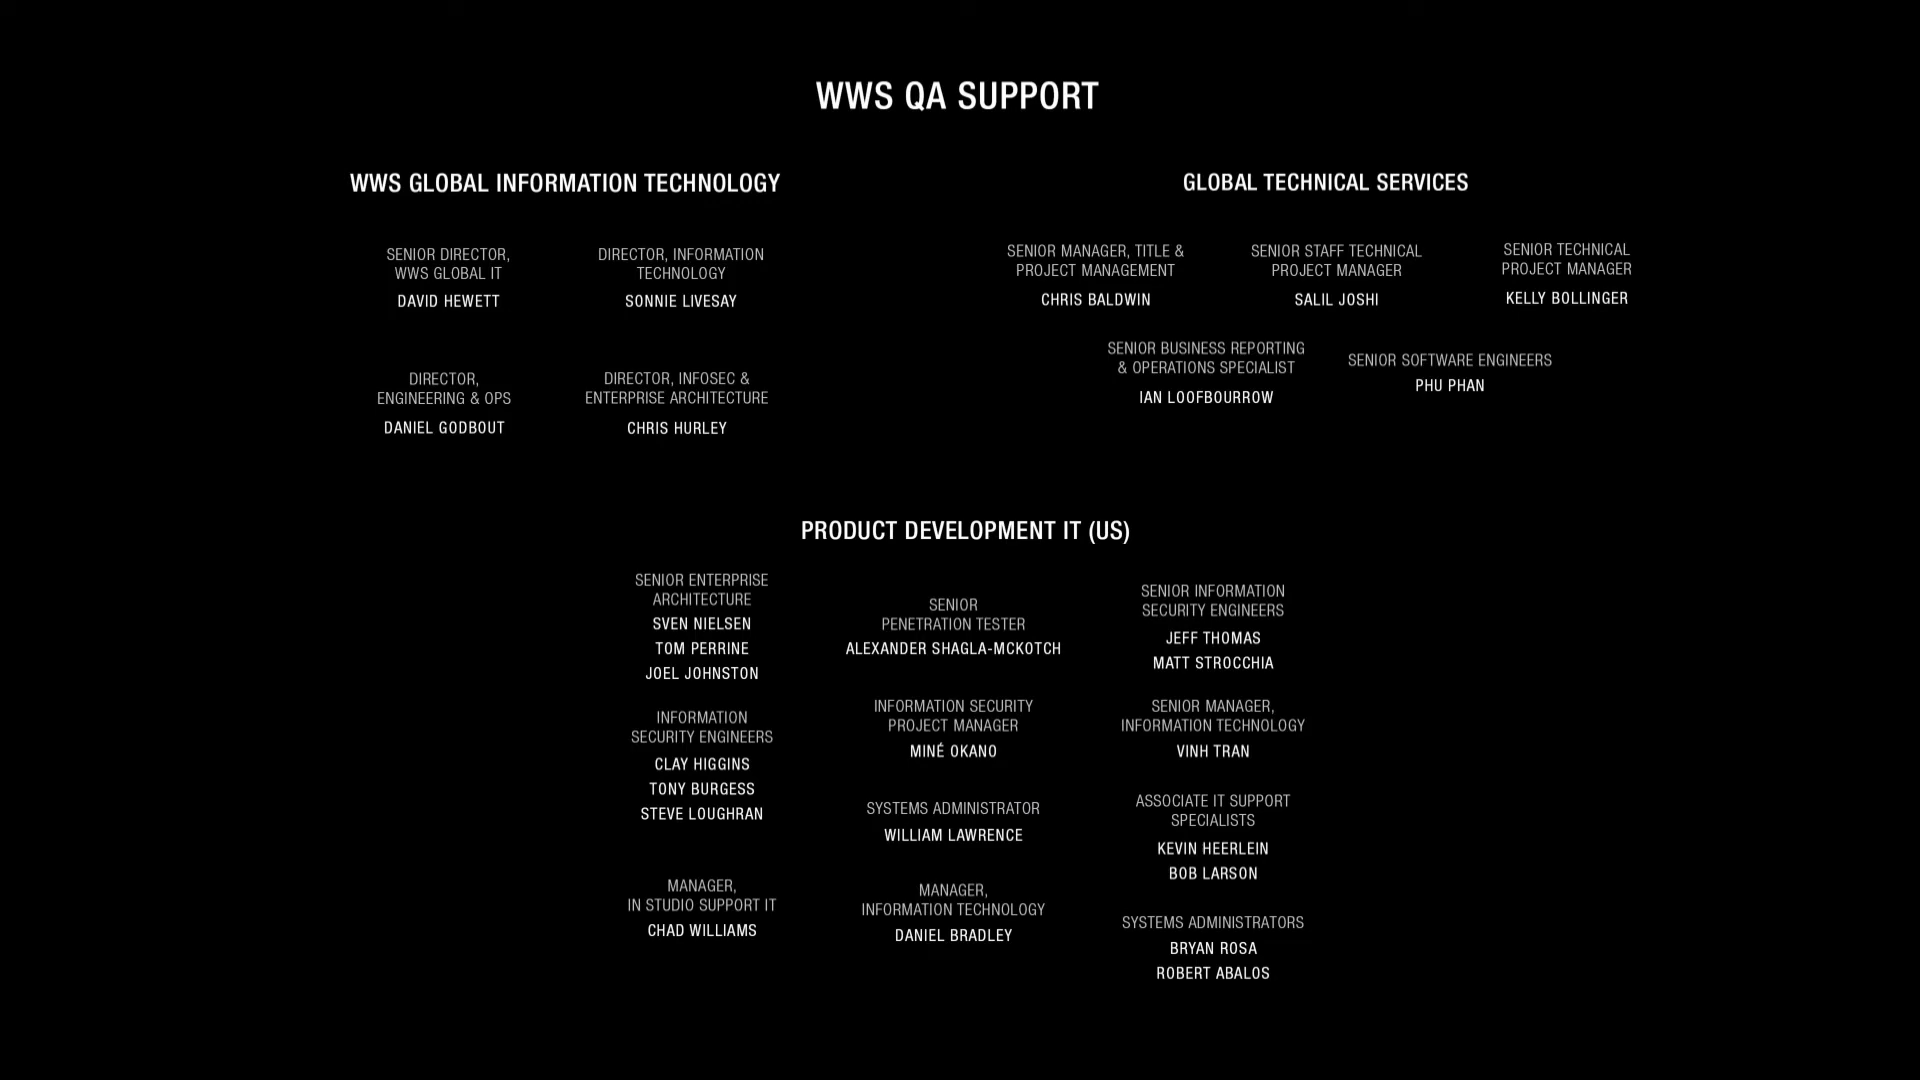 WWS QA SUPPORT
WWS GLOBAL INFORMATION TECHNOLOGY
SENIOR DIRECTOR,
WWS GLOBAL IT
DAVID HEWETT
DIRECTOR, INFORMATION
TECHNOLOGY
SONNIE LIVESAY
DIRECTOR,
ENGINEERING & OPS
DANIEL GODBOUT
DIRECTOR, INFOSEC &
ENTERPRISE ARCHITECTURE
CHRIS HURLEY
GLOBAL TECHNICAL SERVICES
SENIOR MANAGER, TITLE &
PROJECT MANAGEMENT
CHRIS BALDWIN
SENIOR STAFF TECHNICAL
PROJECT MANAGER
SALIL JOSHI
SENIOR TECHNICAL
PROJECT MANAGER
KELLY BOLLINGER
SENIOR BUSINESS REPORTING
& OPERATIONS SPECIALIST
IAN LOOFBOURROW
SENIOR SOFTWARE ENGINEERS
PHU PHAN
PRODUCT DEVELOPMENT IT (US)
SENIOR ENTERPRISE
ARCHITECTURE
SVEN NIELSEN
TOM PERRINE
JOEL JOHNSTON
INFORMATION
SECURITY ENGINEERS
CLAY HIGGINS
TONY BURGESS
STEVE LOUGHRAN
MANAGER,
IN STUDIO SUPPORT IT
CHAD WILLIAMS
SENIOR
PENETRATION TESTER
ALEXANDER SHAGLA-MCKOTCH
INFORMATION SECURITY
PROJECT MANAGER
MINÉ OKANO
SYSTEMS ADMINISTRATOR
WILLIAM LAWRENCE
MANAGER,
INFORMATION TECHNOLOGY
DANIEL BRADLEY
SENIOR INFORMATION
SECURITY ENGINEERS
JEFF THOMAS
MATT STROCCHIA
SENIOR MANAGER,
INFORMATION TECHNOLOGY
VINH TRAN
ASSOCIATE IT SUPPORT
SPECIALISTS
KEVIN HEERLEIN
BOB LARSON
SYSTEMS ADMINISTRATORS
BRYAN ROSA
ROBERT ABALOS